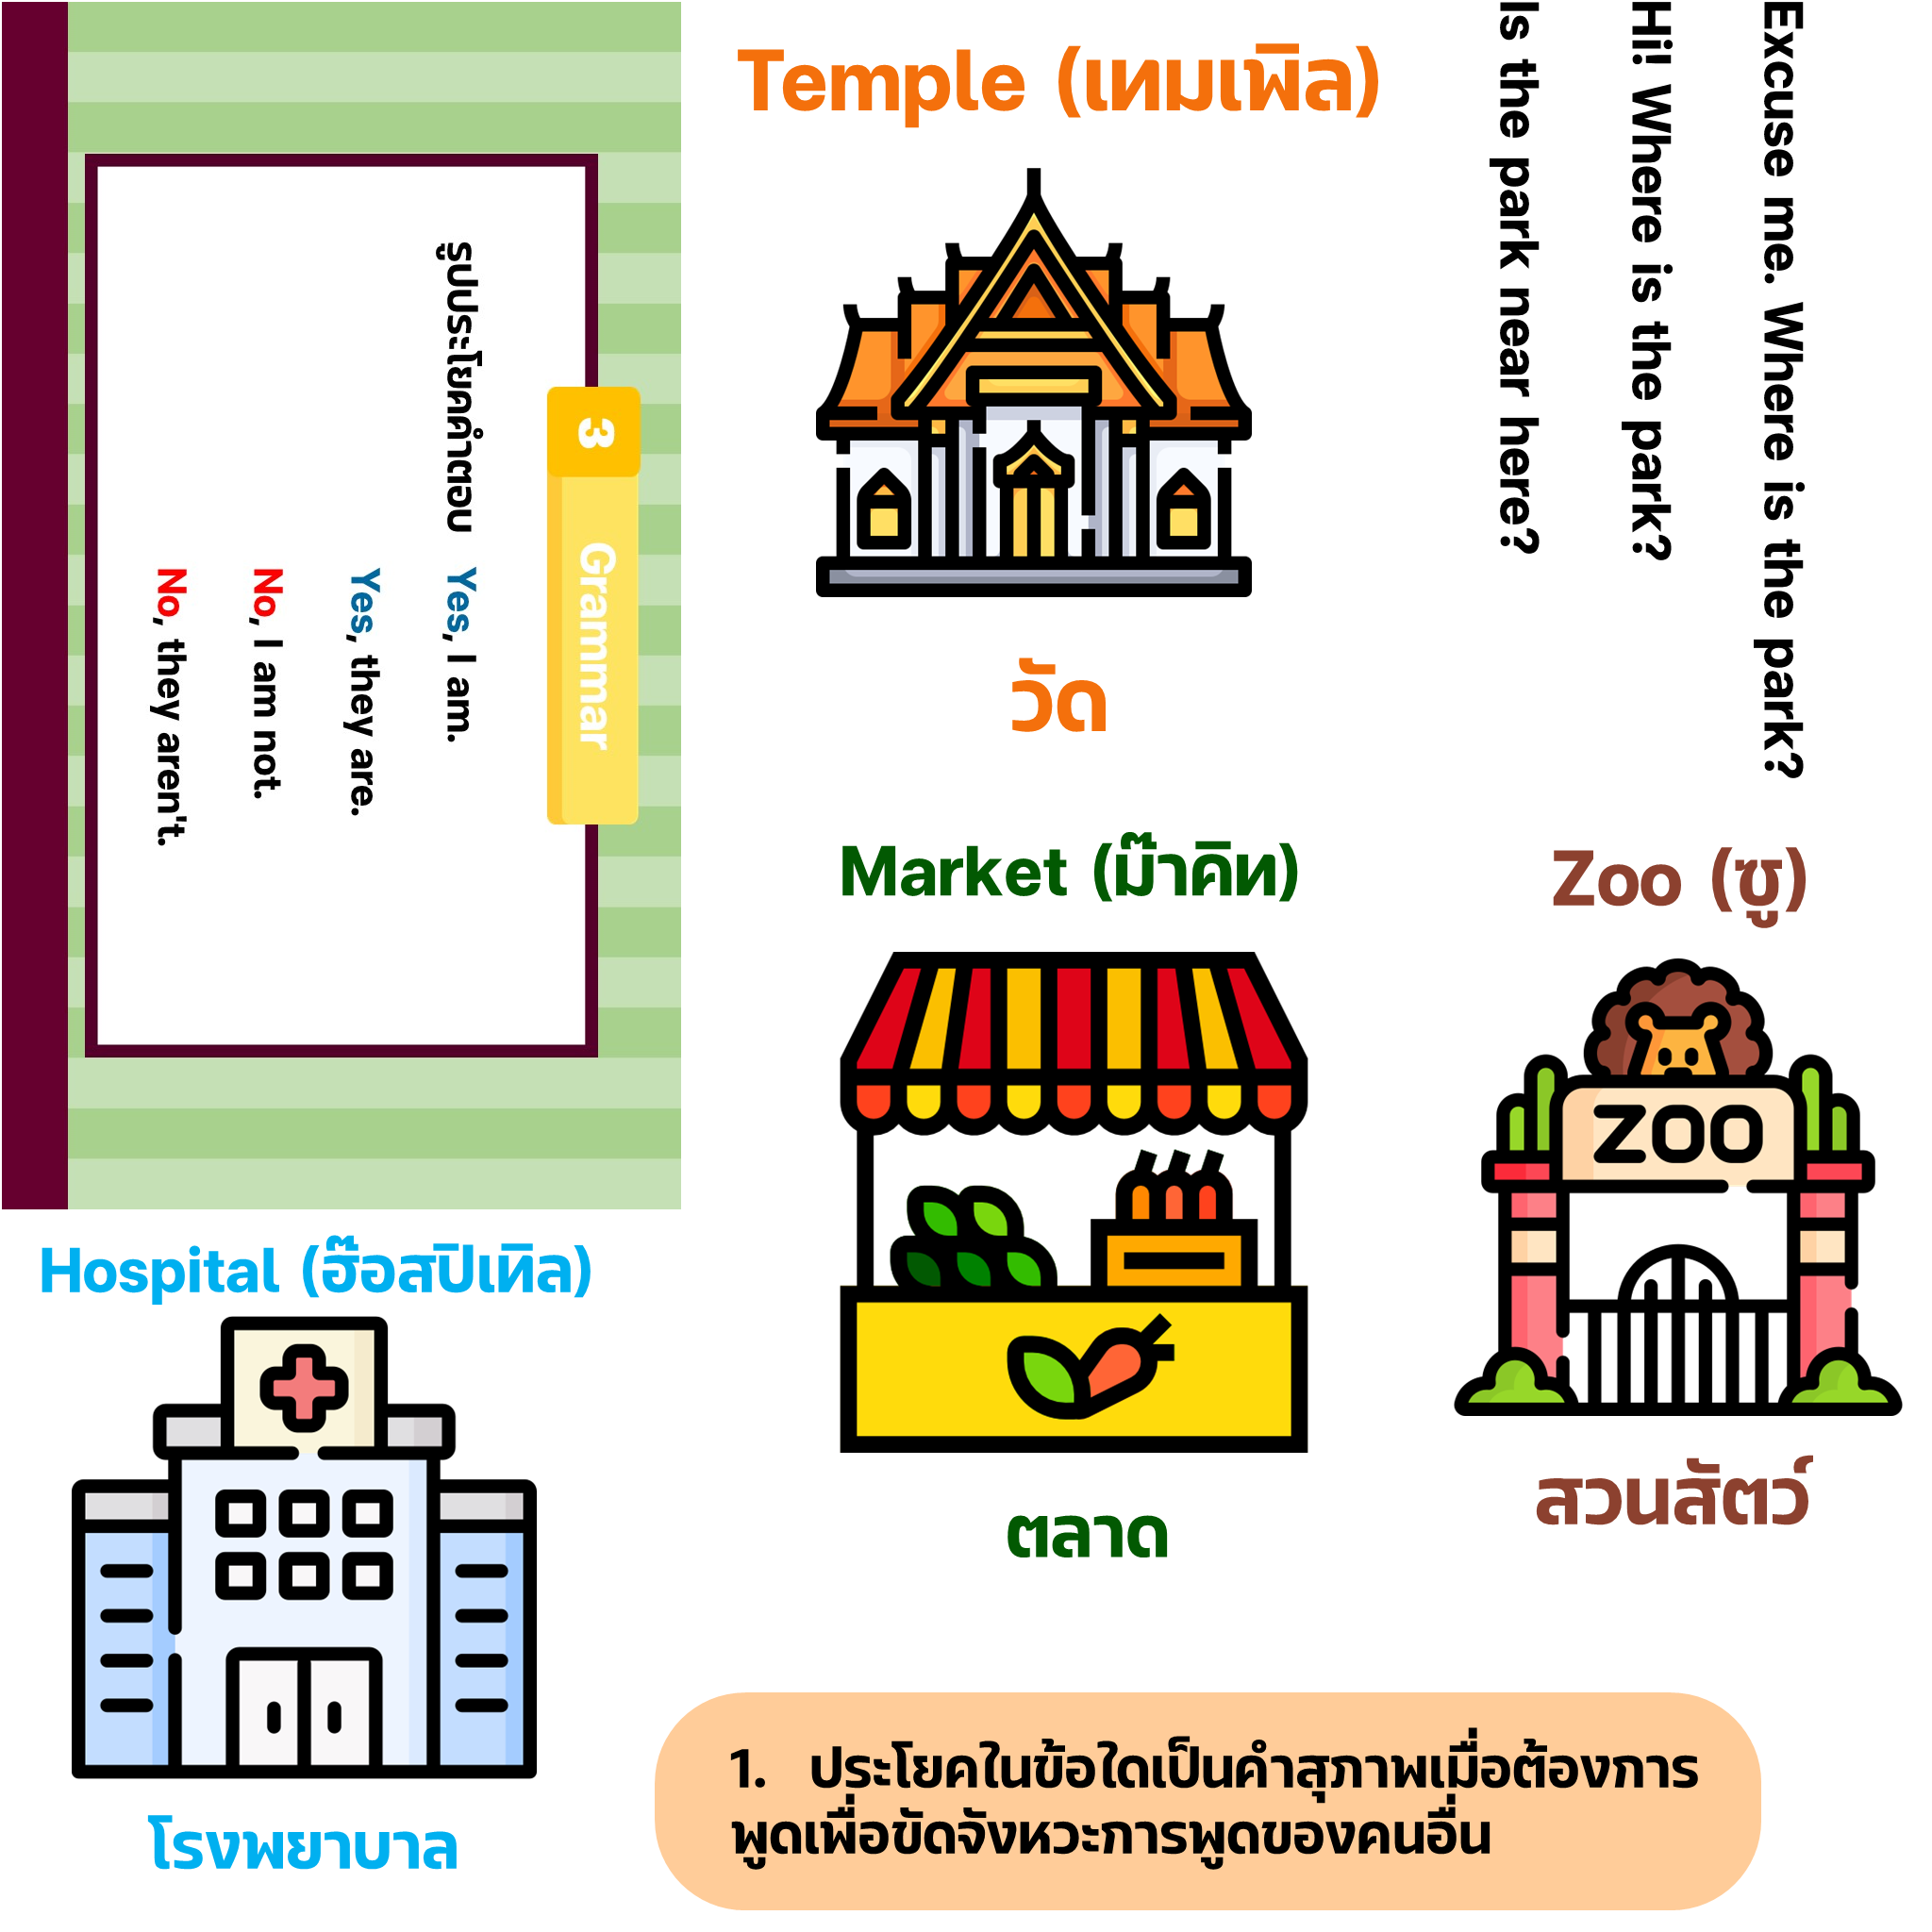 3 Grammar
รูปประโยคคำตอบ Yes, I am.
Yes, they are.
No, I am not.
No, they aren't.
Temple (เทมเพิล)
วัด
Excuse me. Where is the park?
Hi! Where is the park?
Is the park near here?
Market (ม๊าคิท)
ตลาด
Zoo (ซู)
ZOO
สวนสัตว์
Hospital (ฮ๊อสปิเทิล)
โรงพยาบาล
1. ประโยคในข้อใดเป็นคำสุภาพเมื่อต้องการ
พูดเพื่อขัดจังหวะการพูดของคนอื่น